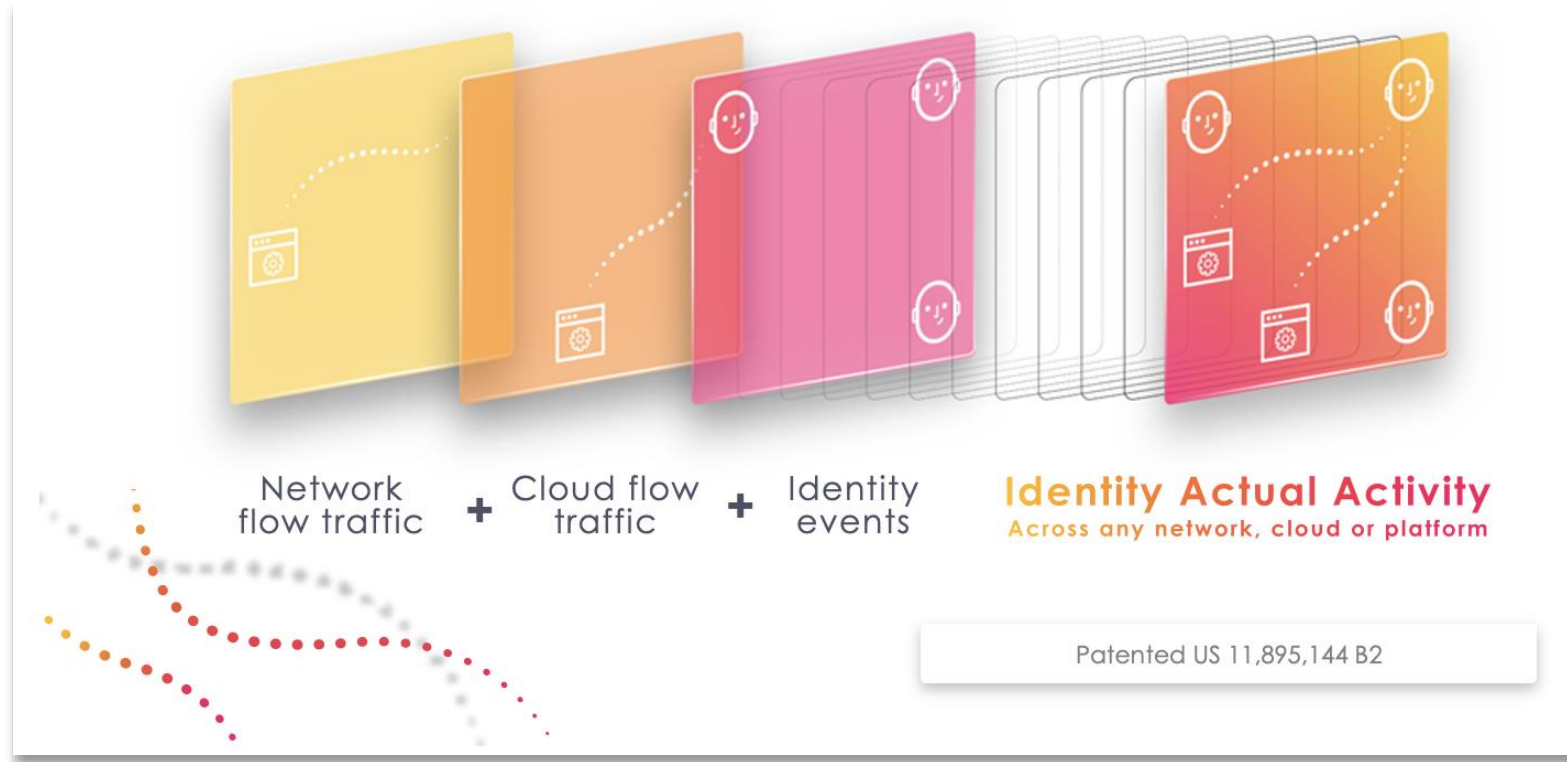 Network
flow traffic
+
Cloud flow
traffic
+
Identity
events
Identity Actual Activity
Across any network, cloud or platform
Patented US 11,895,144 B2